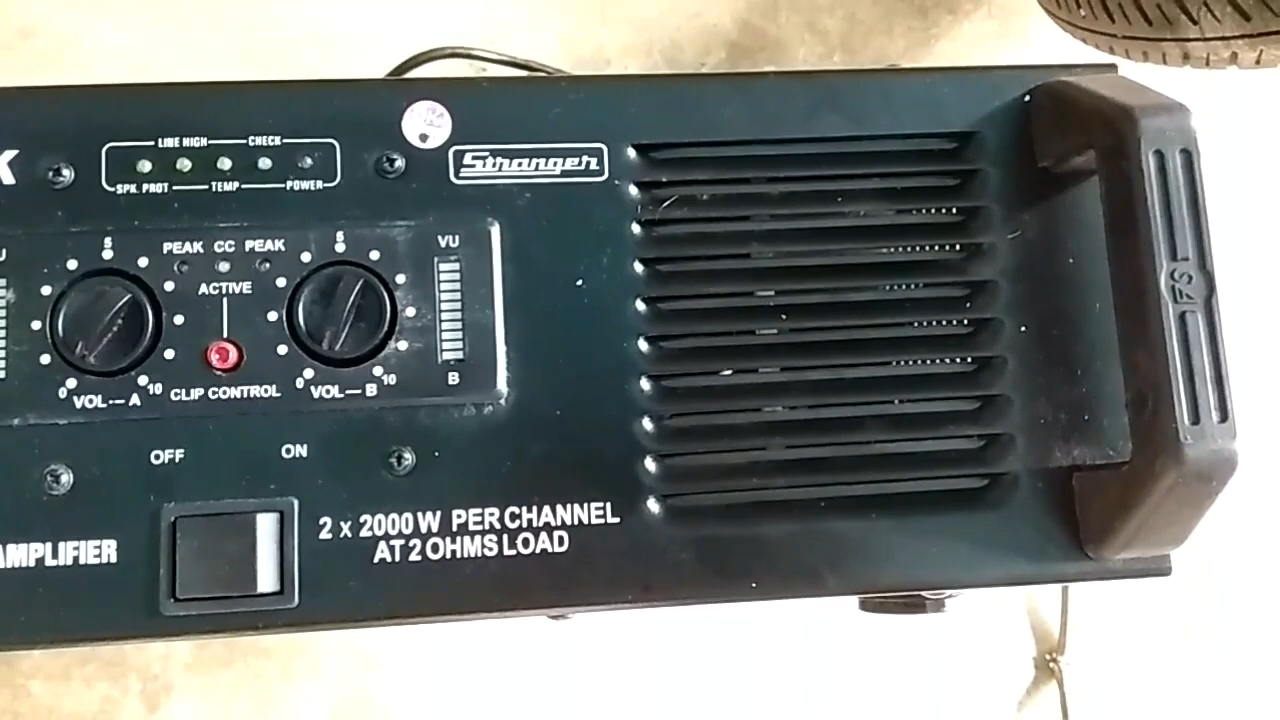 K
LINE HIGH CHECK
SPK. PROT TEMP POWER
Stranger
U
5
PEAK CC PEAK
5
VU
ACTIVE
0 VOL - A 10
CLIP CONTROL
0 VOL - B 10
B
OFF ON
AMPLIFIER
2 x 2000W PER CHANNEL
AT 2 OHMS LOAD